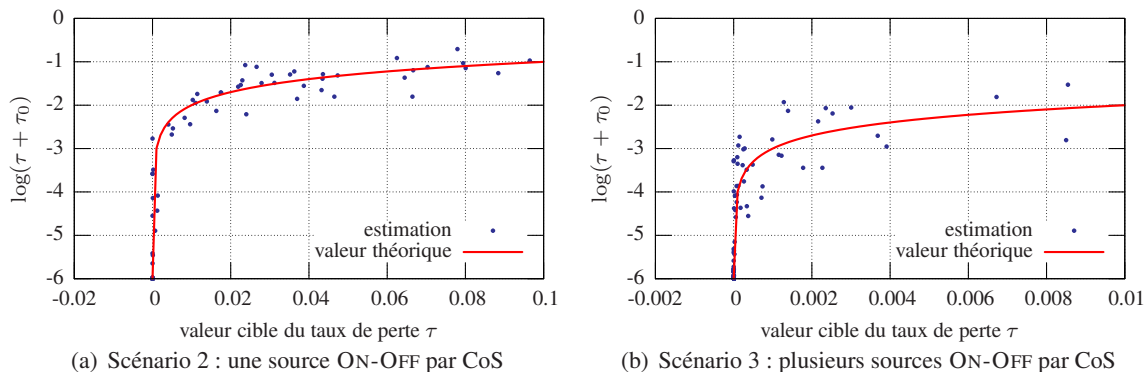 0
-1
-2
-3
-4
-5
-6
log(τ + τ₀)
-0.02 0 0.02 0.04 0.06 0.08 0.1
valeur cible du taux de perte τ
estimation
valeur théorique
(a) Scénario 2 : une source ON-OFF par CoS
0
-1
-2
-3
-4
-5
-6
log(τ + τ₀)
-0.002 0 0.002 0.004 0.006 0.008 0.01
valeur cible du taux de perte τ
estimation
valeur théorique
(b) Scénario 3 : plusieurs sources ON-OFF par CoS